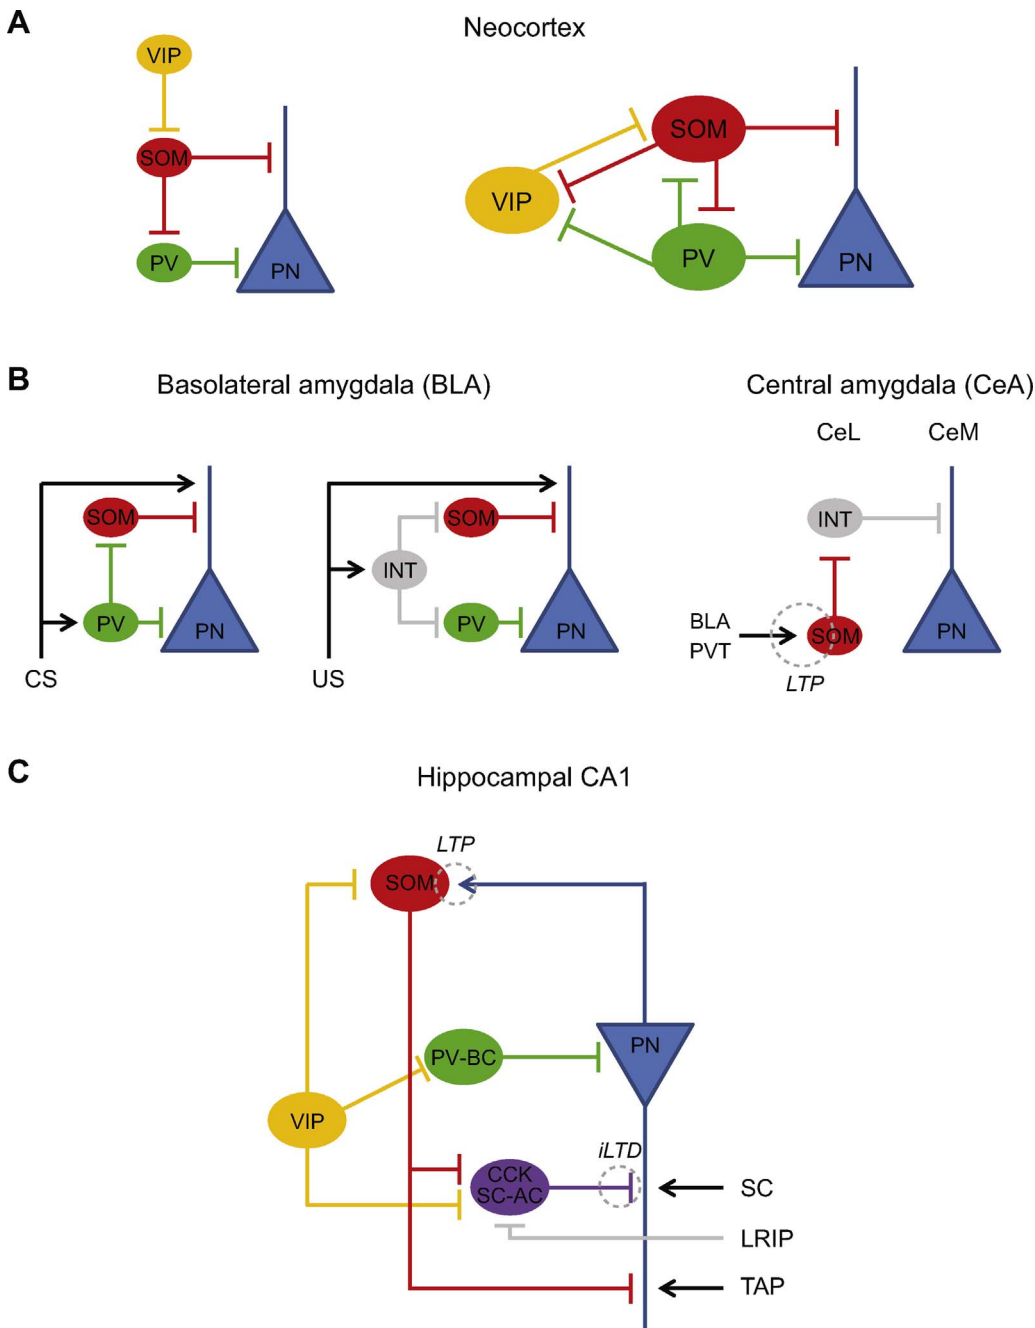 A
Neocortex
VIP
SOM
PV
PN
SOM
VIP
PV
PN
B
Basolateral amygdala (BLA)
Central amygdala (CeA)
CeL
CeM
SOM
PV
PN
CS
SOM
INT
PV
PN
US
INT
BLA
PVT
SOM
LTP
PN
C
Hippocampal CA1
LTP
SOM
PV-BC
PN
VIP
iLTD
CCK
SC-AC
SC
LRIP
TAP